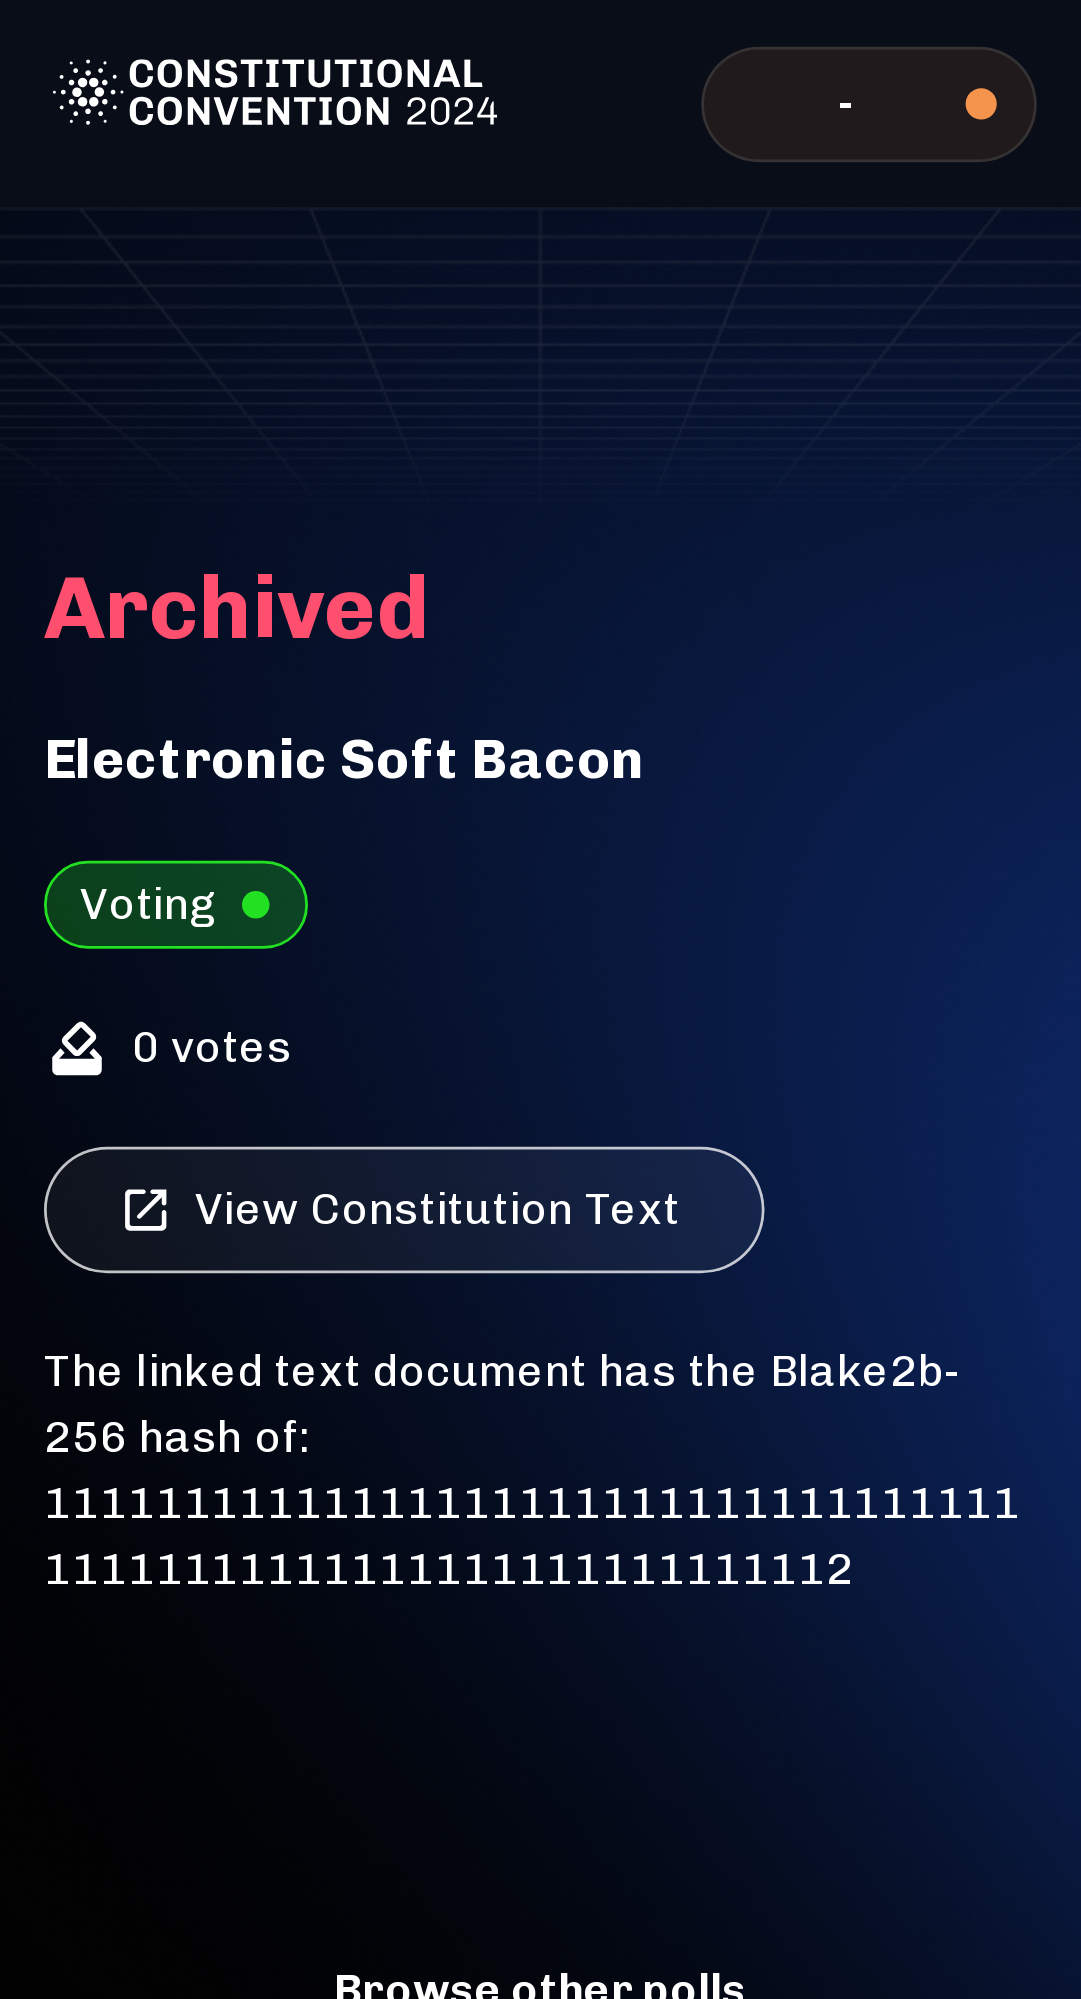 CONSTITUTIONAL
CONVENTION 2024
-
Archived
Electronic Soft Bacon
Voting
0 votes
View Constitution Text
The linked text document has the Blake2b-
256 hash of:
11111111111111111111111111111111111
11111111111111111111111111112
Browse other polls